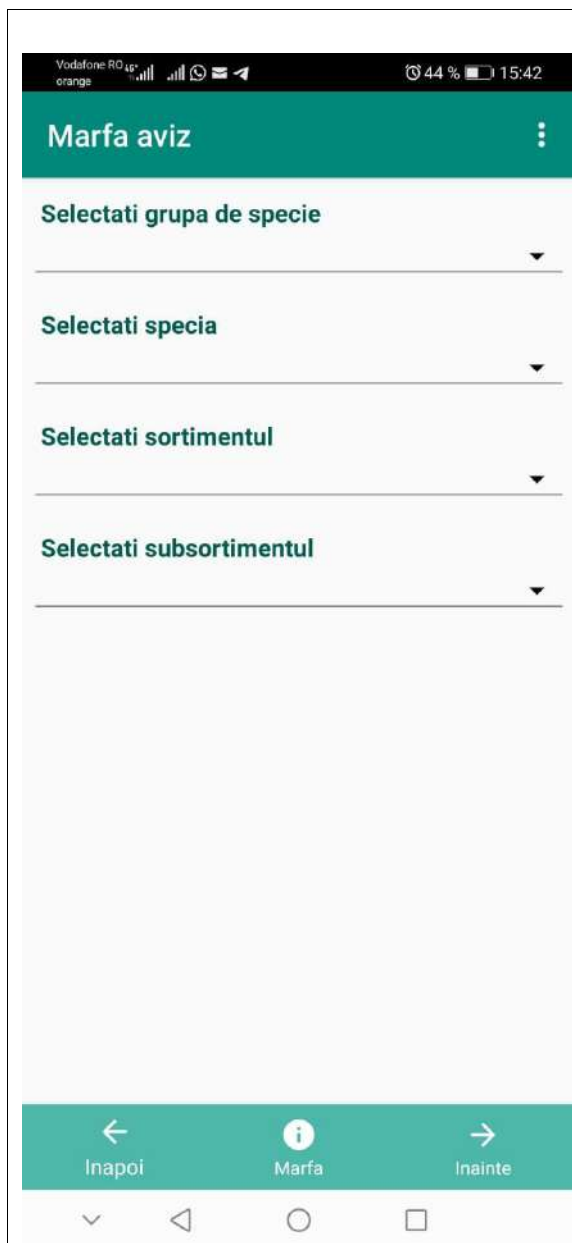 Vodafone RO 4G+
orange
44 % 15:42
Marfa aviz
Selectati grupa de specie
Selectati specia
Selectati sortimentul
Selectati subsortimentul
Inapoi
Marfa
Inainte